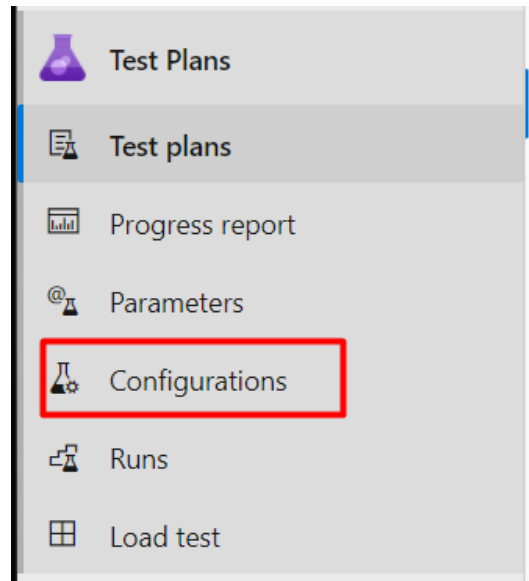 Test Plans
Test plans
Progress report
Parameters
Configurations
Runs
Load test